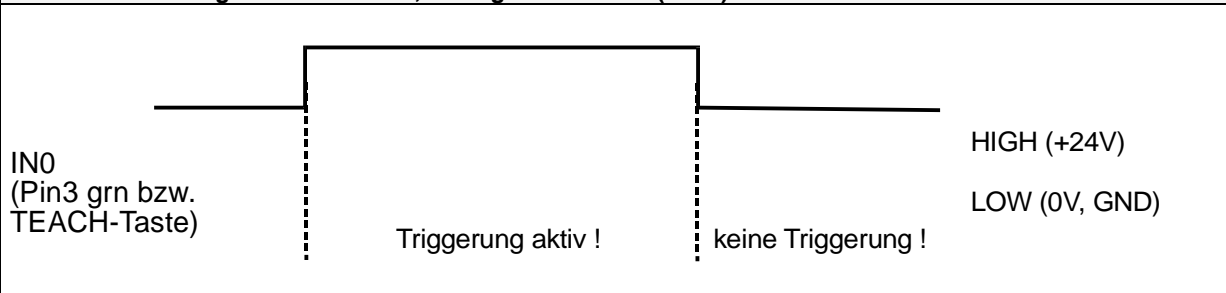 HIGH (+24V)
IN0
(Pin3 grn bzw.
TEACH-Taste)
LOW (0V, GND)
Triggerung aktiv !
keine Triggerung !